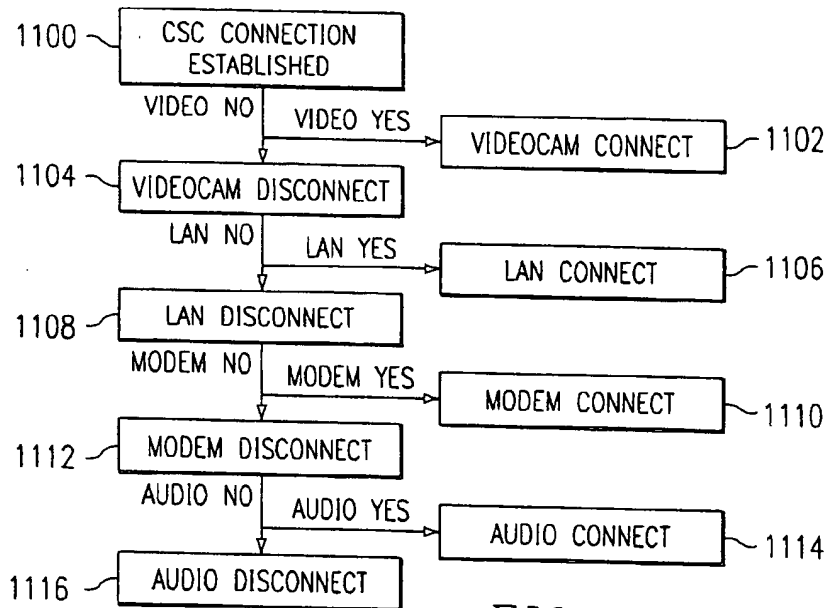 1100
CSC CONNECTION
ESTABLISHED
VIDEO NO
VIDEO YES
VIDEOCAM CONNECT
1102
1104
VIDEOCAM DISCONNECT
LAN NO
LAN YES
LAN CONNECT
1106
1108
LAN DISCONNECT
MODEM NO
MODEM YES
MODEM CONNECT
1110
1112
MODEM DISCONNECT
AUDIO NO
AUDIO YES
AUDIO CONNECT
1114
1116
AUDIO DISCONNECT